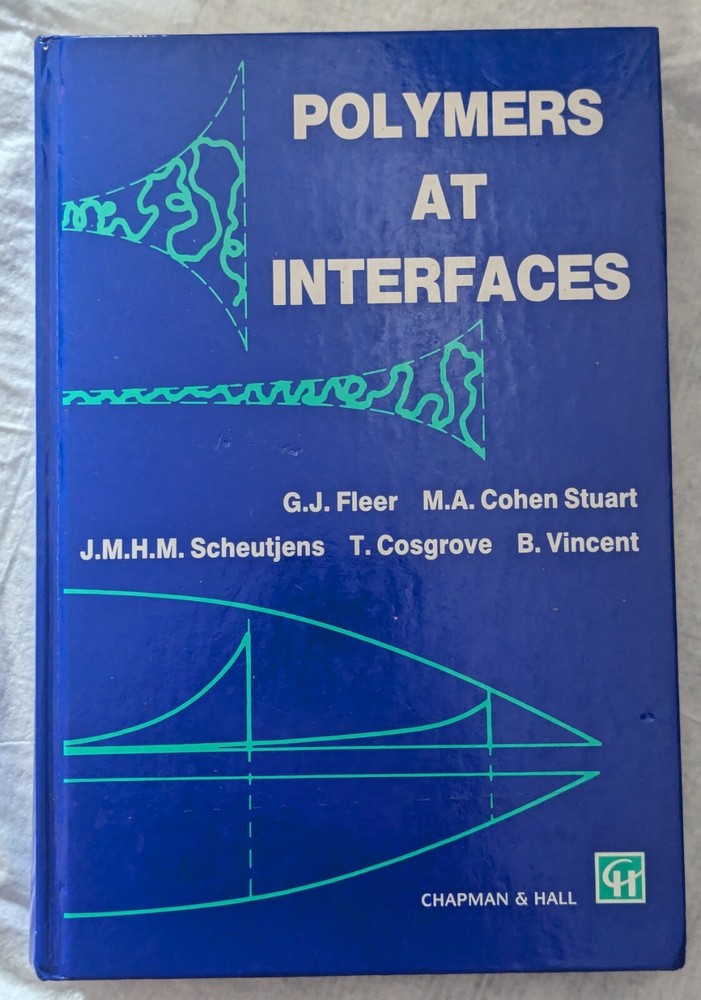 POLYMERS
AT
INTERFACES
G.J. Fleer M.A. Cohen Stuart
J.M.H.M. Scheutjens T. Cosgrove B. Vincent
CHAPMAN & HALL
CH